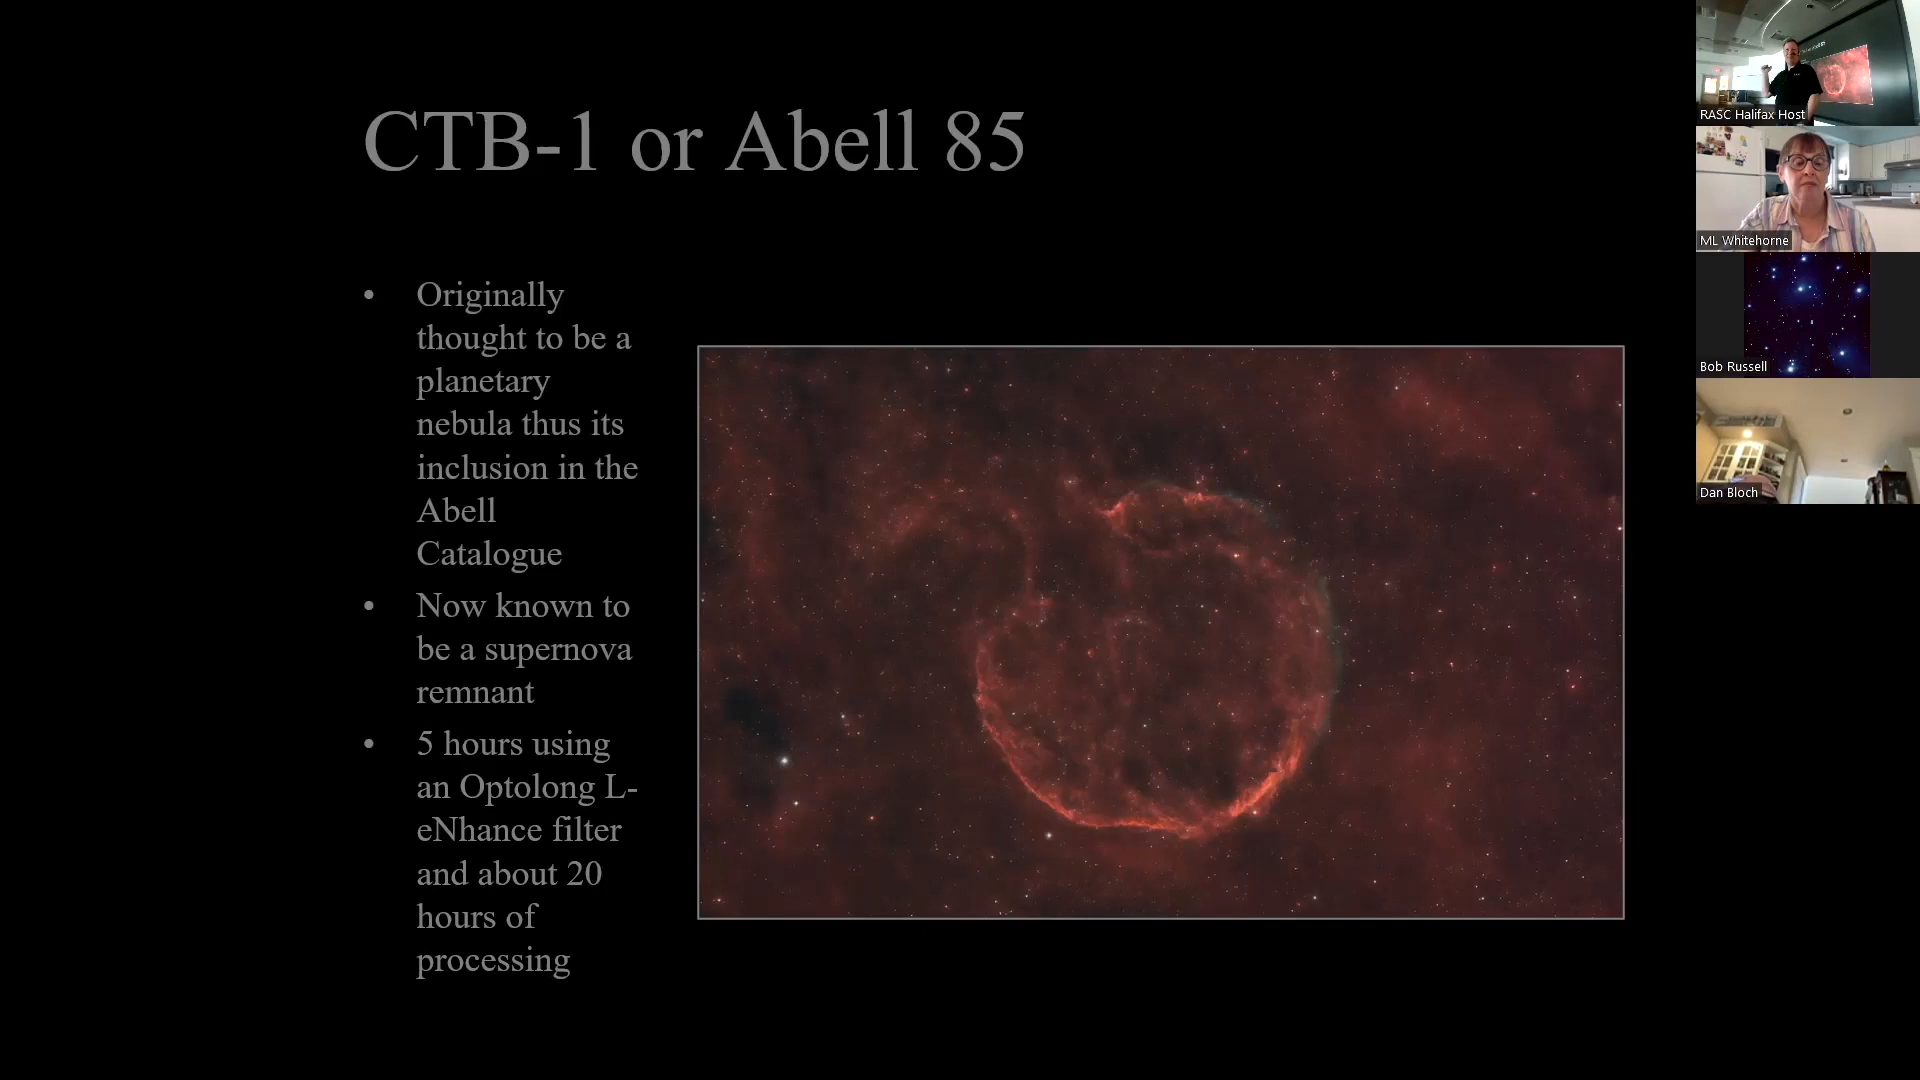 CTB-1 or Abell 85
• Originally
thought to be a
planetary
nebula thus its
inclusion in the
Abell
Catalogue
• Now known to
be a supernova
remnant
• 5 hours using
an Optolong L-
eNhance filter
and about 20
hours of
processing
RASC Halifax Host
ML Whitehorne
Bob Russell
Dan Bloch